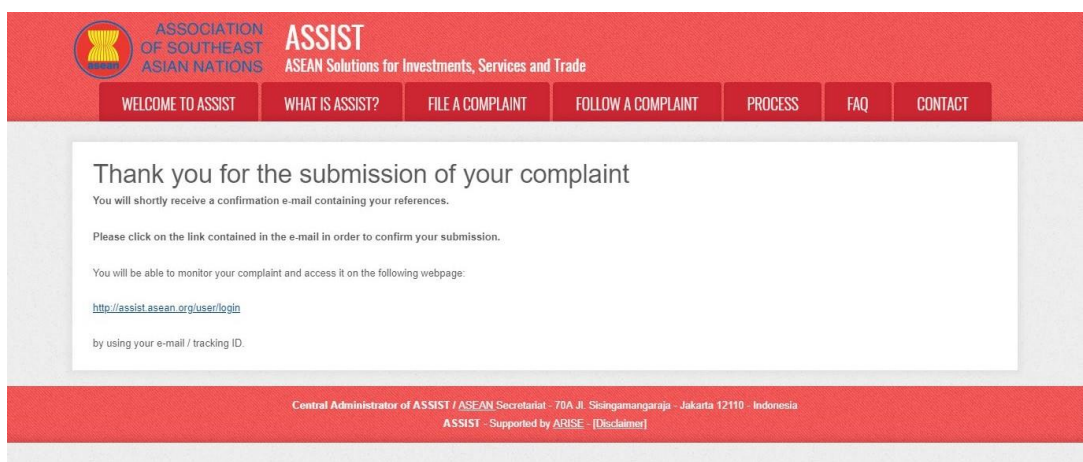 ASSOCIATION
OF SOUTHEAST
ASIAN NATIONS
asean
ASSIST
ASEAN Solutions for Investments, Services and Trade
WELCOME TO ASSIST WHAT IS ASSIST? FILE A COMPLAINT FOLLOW A COMPLAINT PROCESS FAQ CONTACT
Thank you for the submission of your complaint
You will shortly receive a confirmation e-mail containing your references.
Please click on the link contained in the e-mail in order to confirm your submission.
You will be able to monitor your complaint and access it on the following webpage:
http://assist.asean.org/user/login
by using your e-mail / tracking ID.
Central Administrator of ASSIST / ASEAN Secretariat - 70A Jl. Sisingamangaraja - Jakarta 12110 - Indonesia
ASSIST - Supported by ARISE - [Disclaimer]